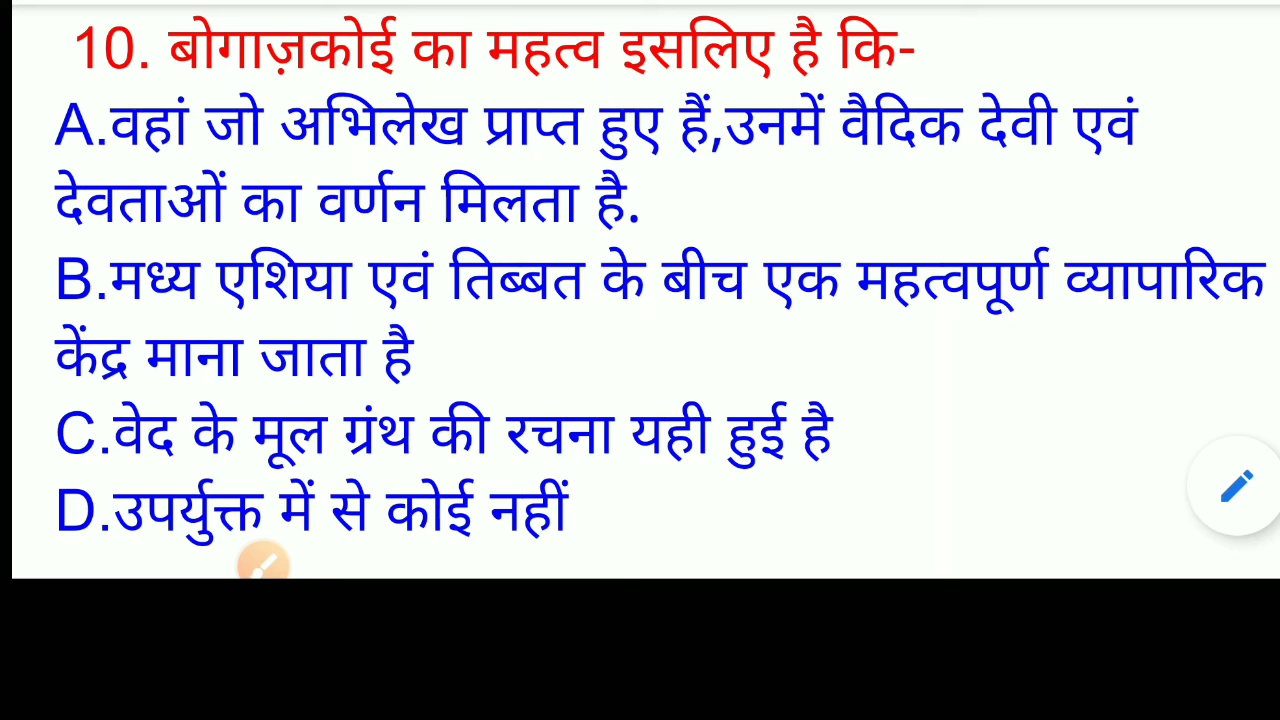 10. बोगाज़कोई का महत्व इसलिए है कि-
A.वहां जो अभिलेख प्राप्त हुए हैं,उनमें वैदिक देवी एवं
देवताओं का वर्णन मिलता है.
B.मध्य एशिया एवं तिब्बत के बीच एक महत्वपूर्ण व्यापारिक
केंद्र माना जाता है
C.वेद के मूल ग्रंथ की रचना यही हुई है
D.उपर्युक्त में से कोई नहीं